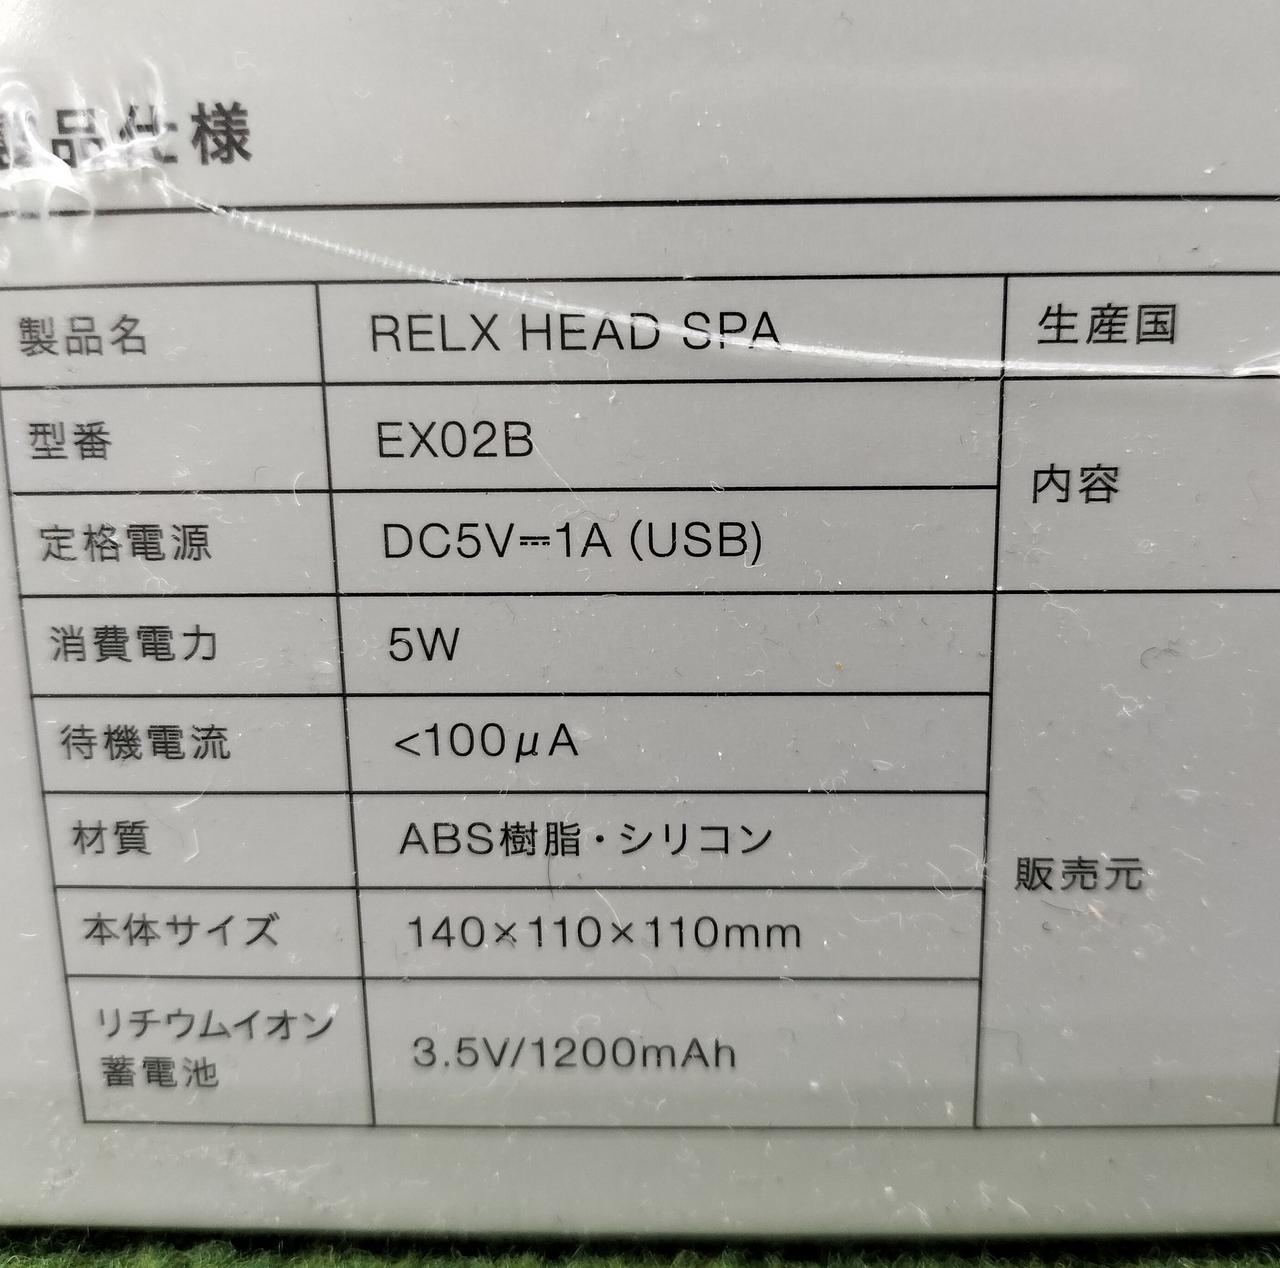 製品仕様
製品名 RELX HEAD SPA 生産国
型番 EX02B
内容
定格電源 DC5V⎓1A (USB)
消費電力 5W
待機電流 <100μA
材質 ABS樹脂・シリコン
販売元
本体サイズ 140×110×110mm
リチウムイオン
蓄電池 3.5V/1200mAh